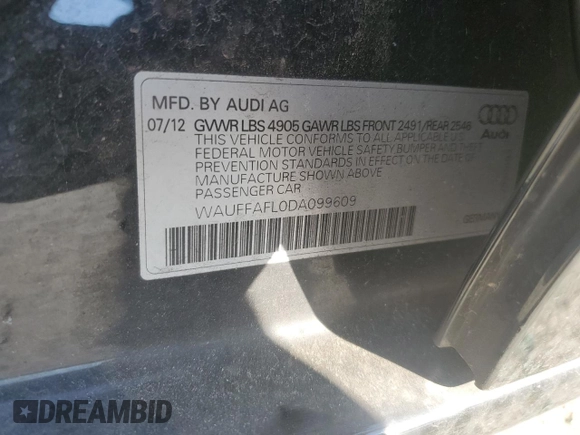 MFD. BY AUDI AG
07/12 GVWR LBS 4905 GAWR LBS FRONT 2491/REAR 2546
THIS VEHICLE CONFORMS TO ALL APPLICABLE U.S.
FEDERAL MOTOR VEHICLE SAFETY BUMPER AND THEFT
PREVENTION STANDARDS IN EFFECT ON THE DATE OF
MANUFACTURE SHOWN ABOVE
PASSENGER CAR
WAUFFAFL0DA099609
Audi
GERMANY
DREAMBID